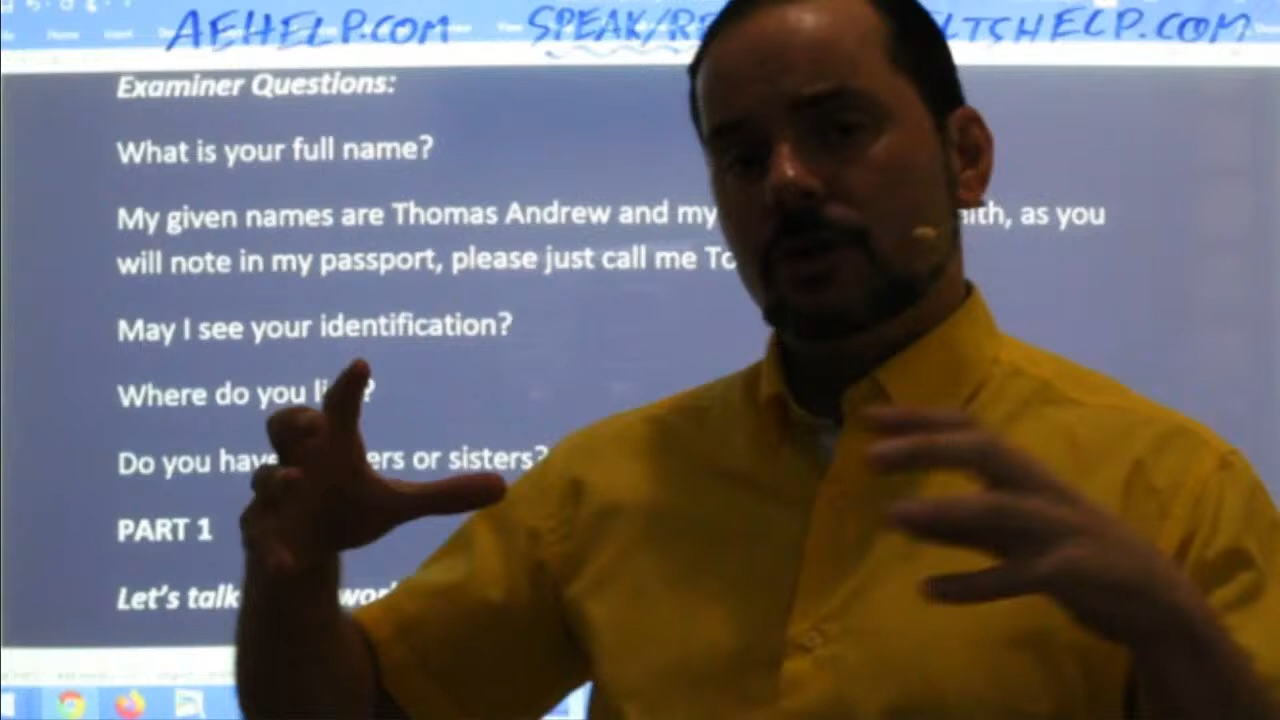 AEHELP.COM SPEAK/RE LTSHELP.COM
Examiner Questions:
What is your full name?
My given names are Thomas Andrew and my ith, as you
will note in my passport, please just call me To
May I see your identification?
Where do you li ?
Do you have ers or sisters?
PART 1
Let's talk wor